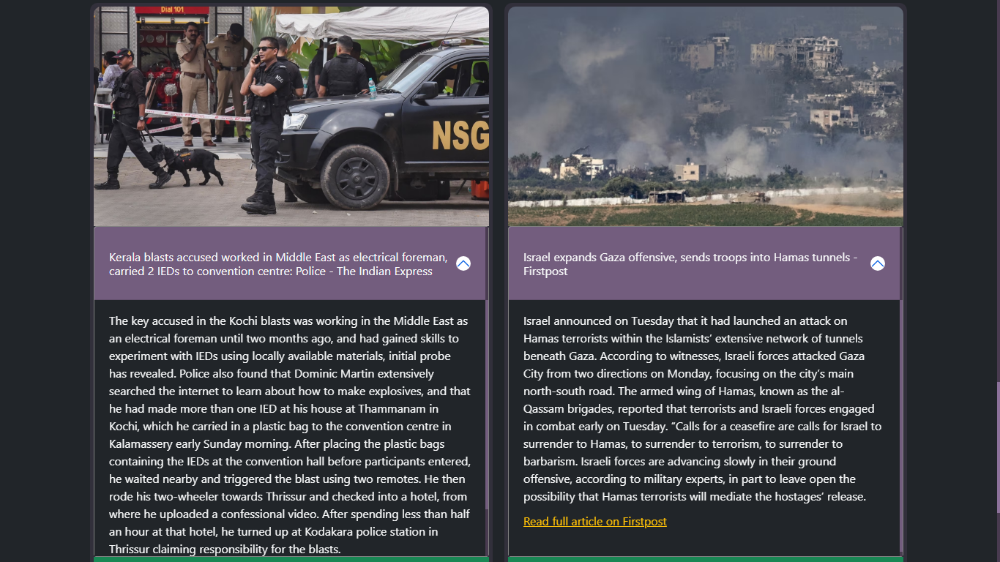 Dial 101
NSG
Kerala blasts accused worked in Middle East as electrical foreman,
carried 2 IEDs to convention centre: Police - The Indian Express
The key accused in the Kochi blasts was working in the Middle East as
an electrical foreman until two months ago, and had gained skills to
experiment with IEDs using locally available materials, initial probe
has revealed. Police also found that Dominic Martin extensively
searched the internet to learn about how to make explosives, and that
he had made more than one IED at his house at Thammanam in
Kochi, which he carried in a plastic bag to the convention centre in
Kalamassery early Sunday morning. After placing the plastic bags
containing the IEDs at the convention hall before participants entered,
he waited nearby and triggered the blast using two remotes. He then
rode his two-wheeler towards Thrissur and checked into a hotel, from
where he uploaded a confessional video. After spending less than half
an hour at that hotel, he turned up at Kodakara police station in
Thrissur claiming responsibility for the blasts.
Israel expands Gaza offensive, sends troops into Hamas tunnels -
Firstpost
Israel announced on Tuesday that it had launched an attack on
Hamas terrorists within the Islamists’ extensive network of tunnels
beneath Gaza. According to witnesses, Israeli forces attacked Gaza
City from two directions on Monday, focusing on the city’s main
north-south road. The armed wing of Hamas, known as the al-
Qassam brigades, reported that terrorists and Israeli forces engaged
in combat early on Tuesday. “Calls for a ceasefire are calls for Israel to
surrender to Hamas, to surrender to terrorism, to surrender to
barbarism. Israeli forces are advancing slowly in their ground
offensive, according to military experts, in part to leave open the
possibility that Hamas terrorists will mediate the hostages’ release.
Read full article on Firstpost